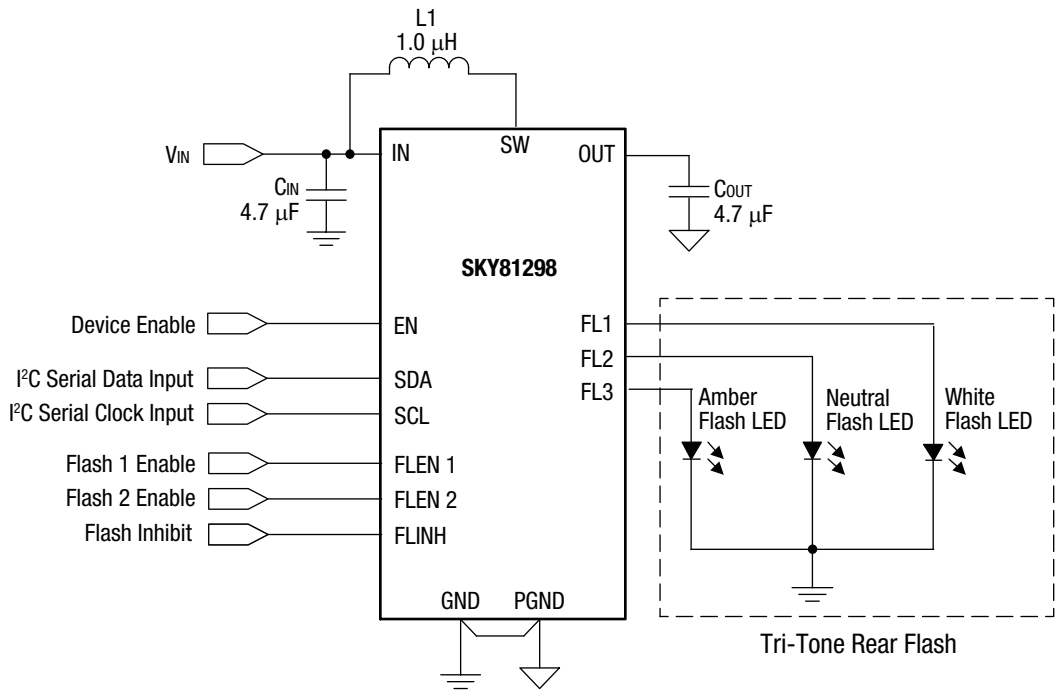 L1
1.0 μH
VIN
IN
SW
OUT
CIN
4.7 μF
COUT
4.7 μF
SKY81298
Device Enable
EN
FL1
I²C Serial Data Input
SDA
FL2
I²C Serial Clock Input
SCL
FL3
Amber
Flash LED
Neutral
Flash LED
White
Flash LED
Flash 1 Enable
FLEN 1
Flash 2 Enable
FLEN 2
Flash Inhibit
FLINH
GND
PGND
Tri-Tone Rear Flash